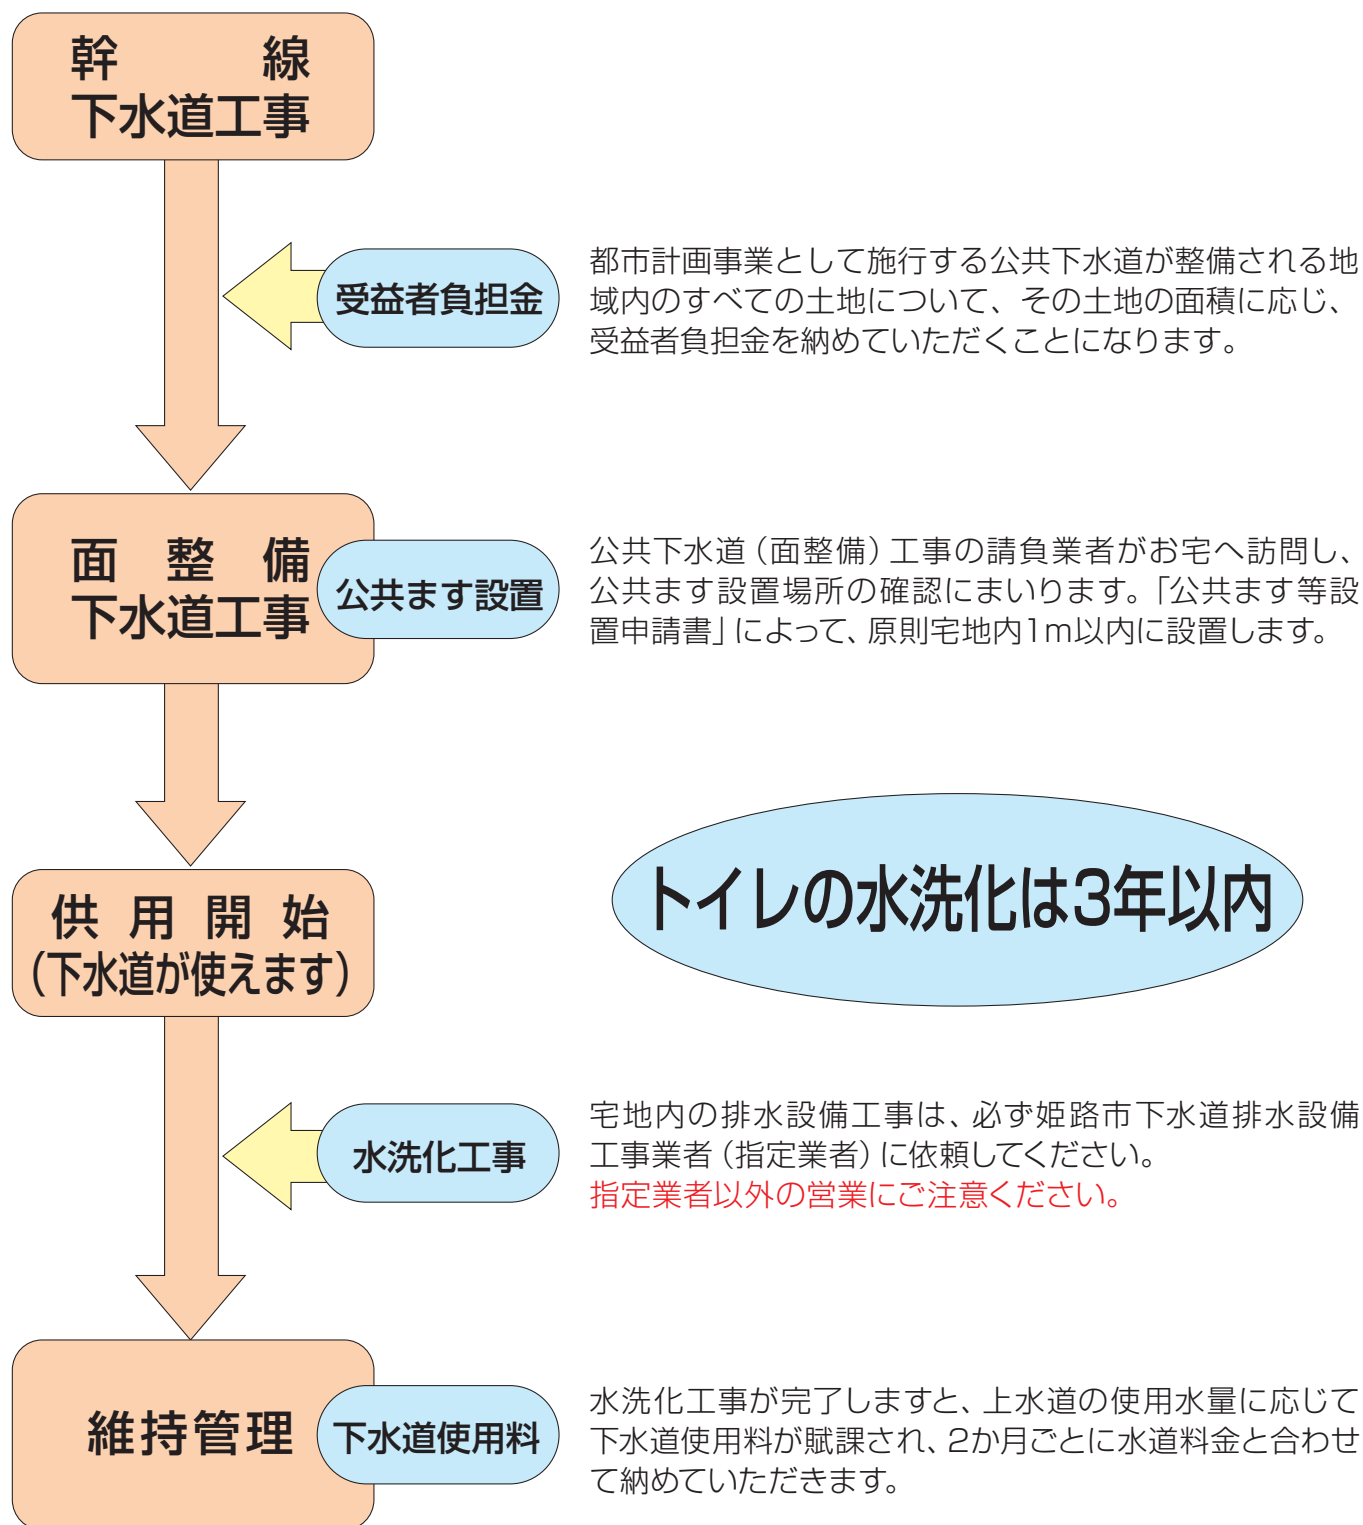 幹　　線
下水道工事
受益者負担金
都市計画事業として施行する公共下水道が整備される地
域内のすべての土地について、その土地の面積に応じ、
受益者負担金を納めていただくことになります。
面　整　備
下水道工事
公共ます設置
公共下水道（面整備）工事の請負業者がお宅へ訪問し、
公共ます設置場所の確認にまいります。「公共ます等設
置申請書」によって、原則宅地内1m以内に設置します。
トイレの水洗化は3年以内
供用開始
（下水道が使えます）
水洗化工事
宅地内の排水設備工事は、必ず姫路市下水道排水設備
工事業者（指定業者）に依頼してください。
指定業者以外の営業にご注意ください。
維持管理
下水道使用料
水洗化工事が完了しますと、上水道の使用水量に応じて
下水道使用料が賦課され、2か月ごとに水道料金と合わせ
て納めていただきます。